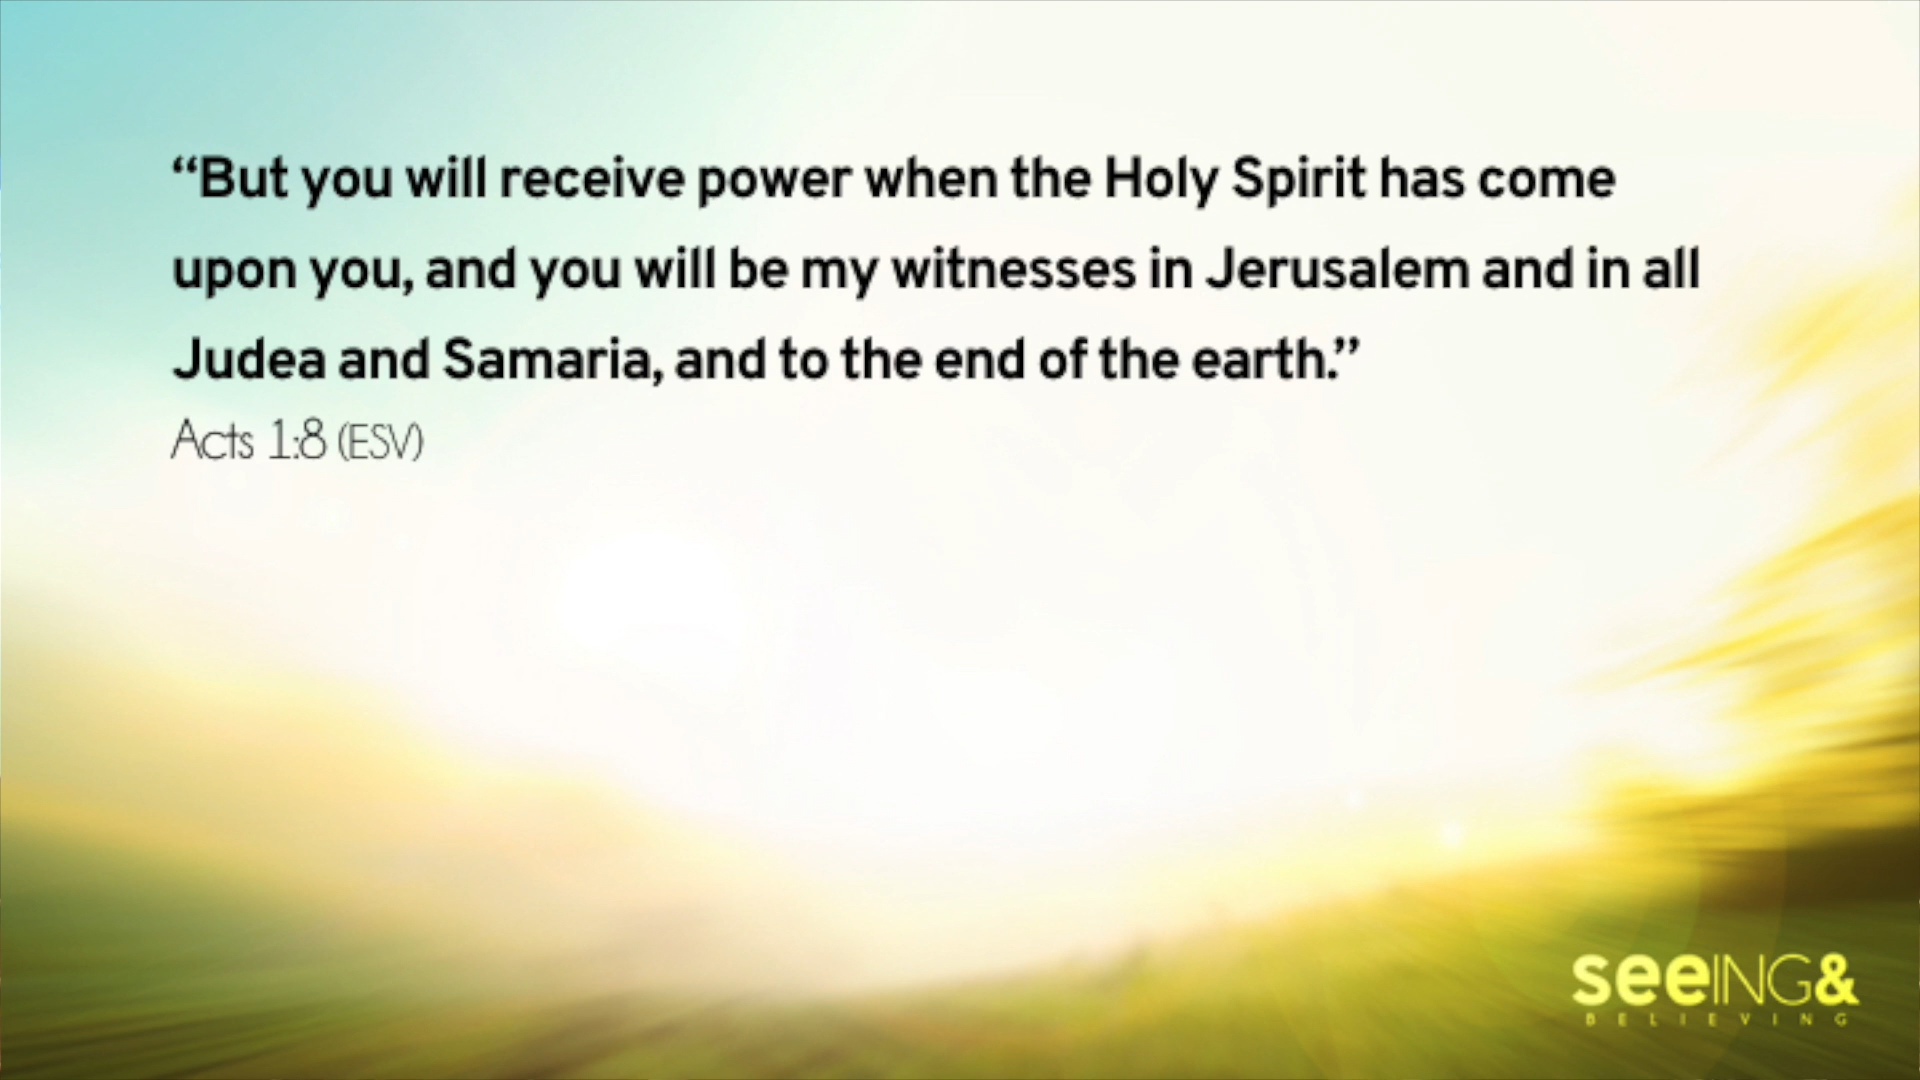 “But you will receive power when the Holy Spirit has come
upon you, and you will be my witnesses in Jerusalem and in all
Judea and Samaria, and to the end of the earth.”
Acts 1:8 (ESV)
seeING&
BELIEVING